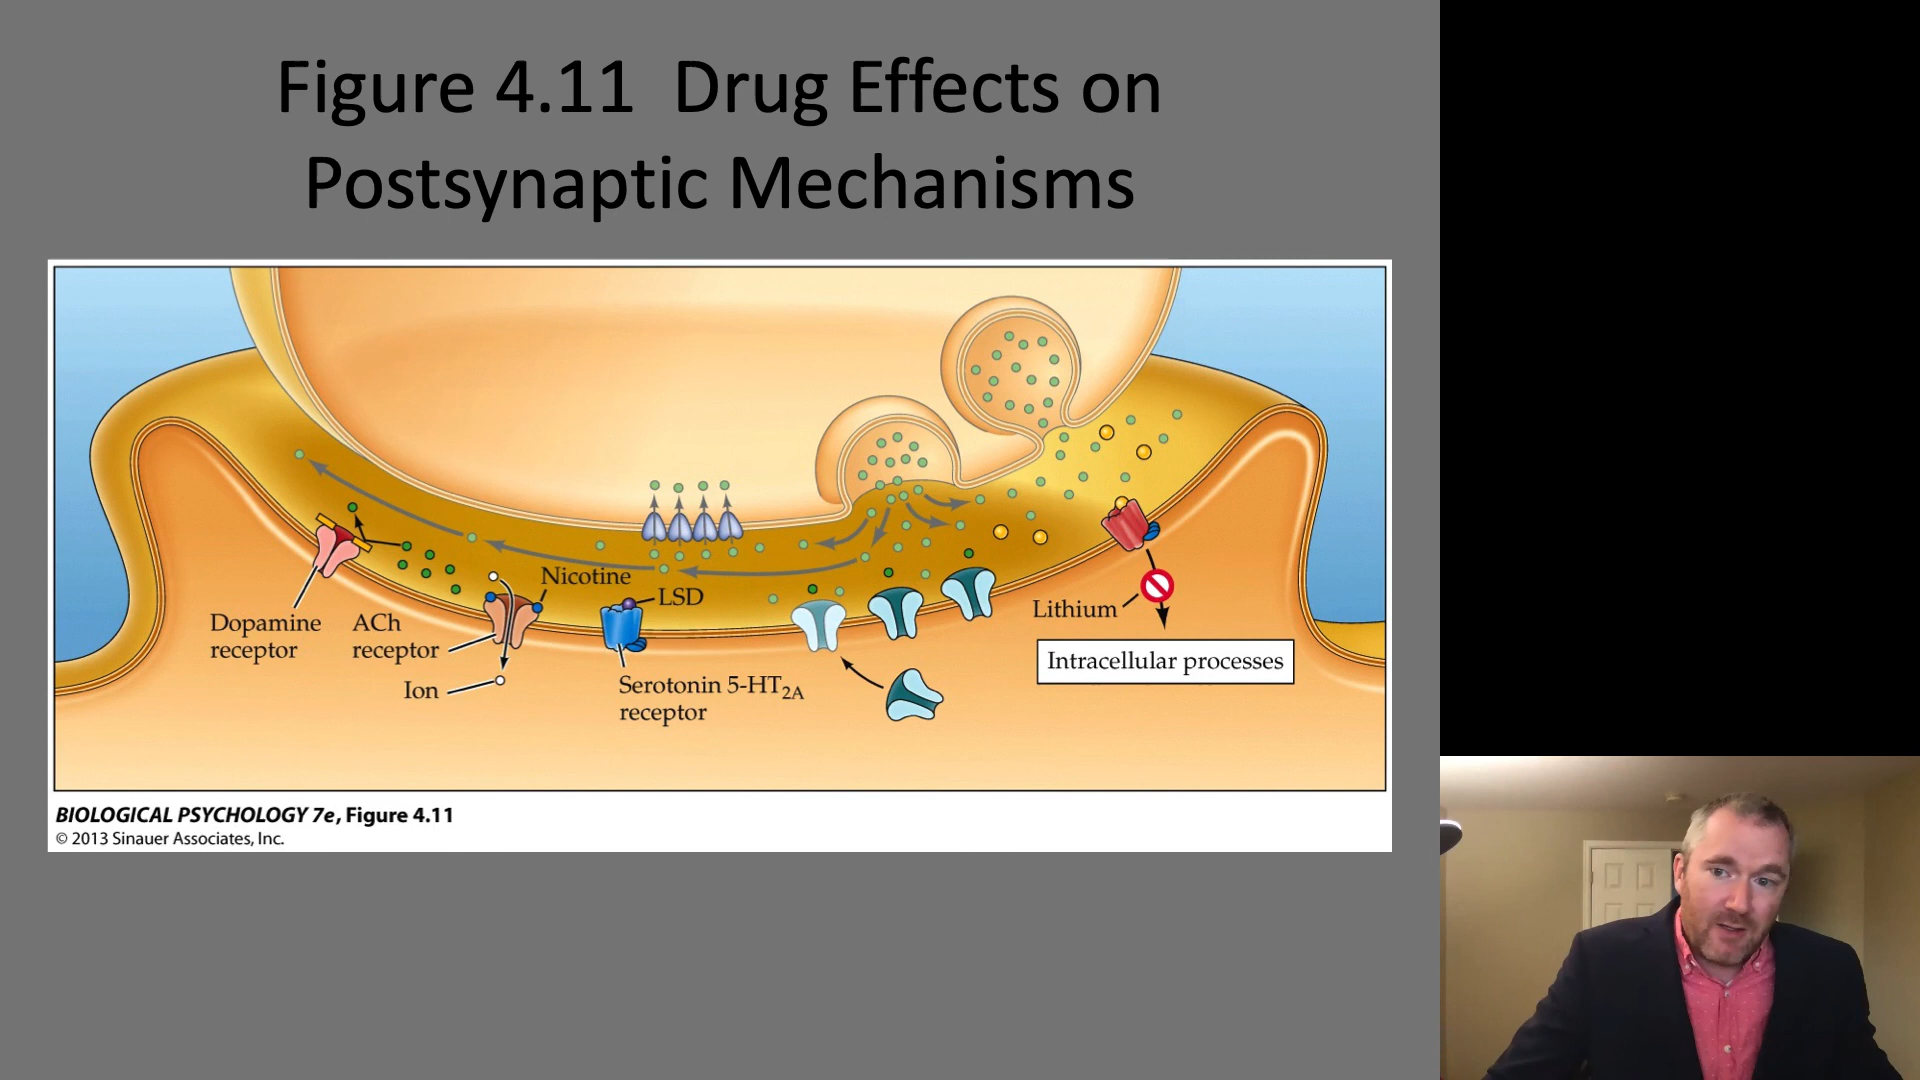 Figure 4.11 Drug Effects on
Postsynaptic Mechanisms
Nicotine
LSD
Dopamine
receptor
ACh
receptor
Ion
Serotonin 5-HT2A
receptor
Lithium
Intracellular processes
BIOLOGICAL PSYCHOLOGY 7e, Figure 4.11
© 2013 Sinauer Associates, Inc.